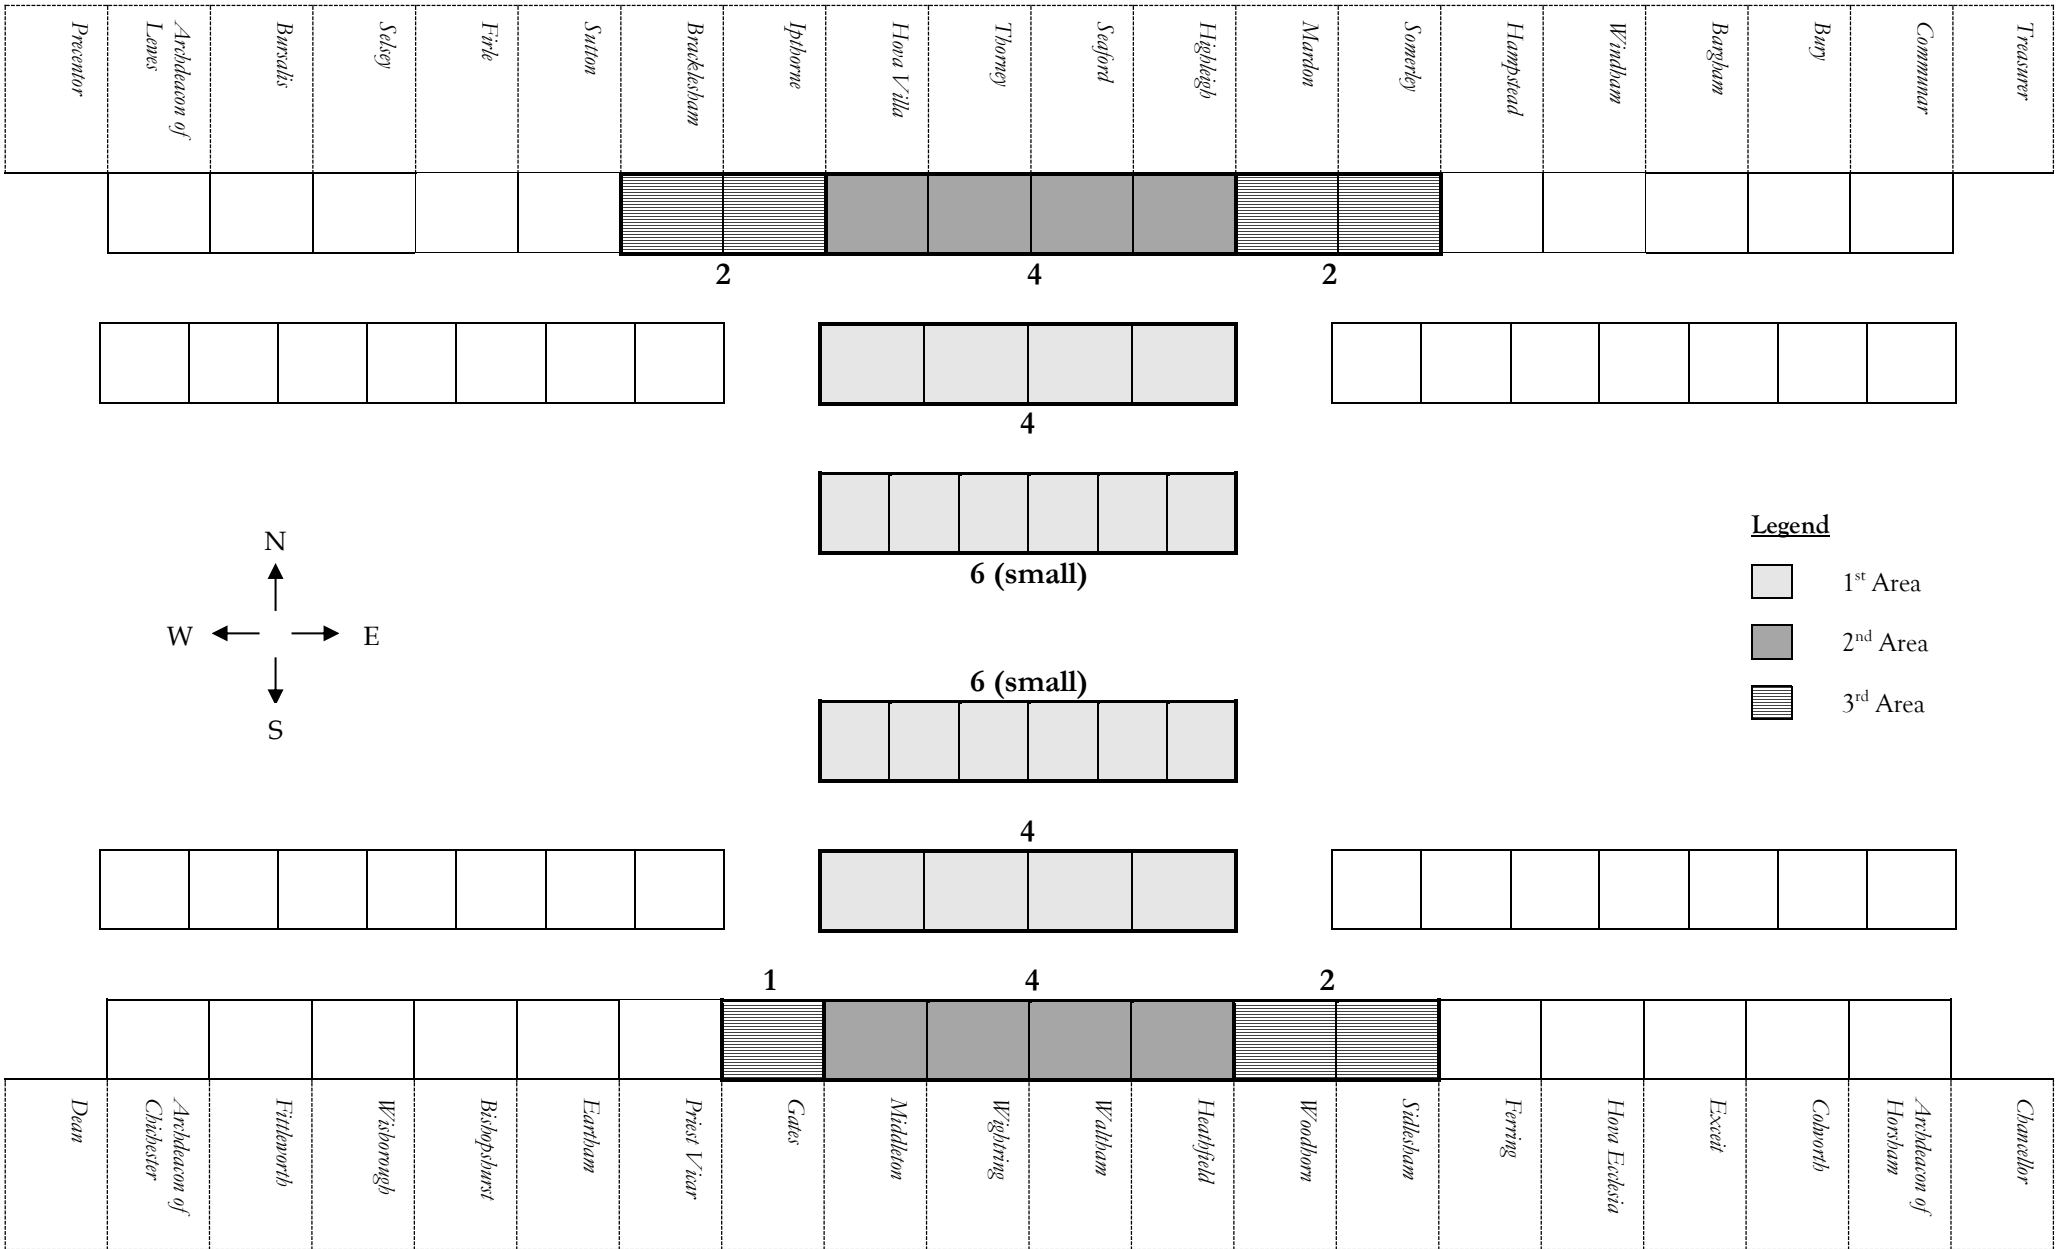 Precentor
Archdeacon of
Lewes
Bursalis
Selsey
Firle
Sutton
Bracklesham
Ipthorne
Hova Villa
Thorney
Seaford
Highleigh
Mardon
Somerley
Hampstead
Windham
Bargham
Bury
Communar
Treasurer
2
4
2
4
6 (small)
N
W
E
S
Legend
1st Area
2nd Area
3rd Area
6 (small)
4
1
4
2
Dean
Archdeacon of
Chichester
Fittleworth
Wisborough
Bishopshurst
Eartham
Priest Vicar
Gates
Middleton
Wightring
Waltham
Heathfield
Woodhorn
Sidlesham
Ferring
Hova Ecclesia
Exceit
Colworth
Archdeacon of
Horsham
Chancellor